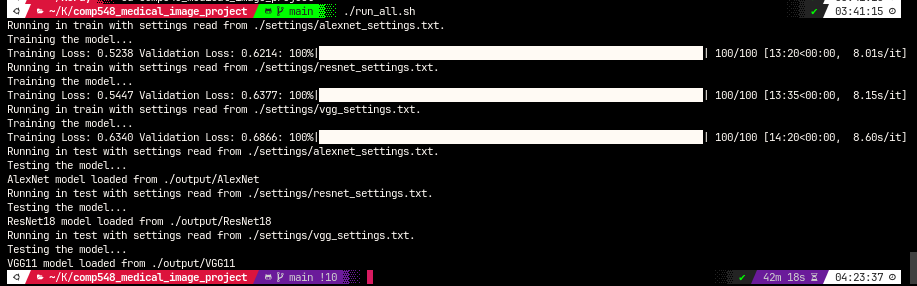 ~/K/comp548_medical_image_project main ./run_all.sh 03:41:15
Running in train with settings read from ./settings/alexnet_settings.txt.
Training the model...
Training Loss: 0.5238 Validation Loss: 0.6214: 100%| | 100/100 [13:20<00:00, 8.01s/it]
Running in train with settings read from ./settings/resnet_settings.txt.
Training the model...
Training Loss: 0.5447 Validation Loss: 0.6377: 100%| | 100/100 [13:35<00:00, 8.15s/it]
Running in train with settings read from ./settings/vgg_settings.txt.
Training the model...
Training Loss: 0.6340 Validation Loss: 0.6866: 100%| | 100/100 [14:20<00:00, 8.60s/it]
Running in test with settings read from ./settings/alexnet_settings.txt.
Testing the model...
AlexNet model loaded from ./output/AlexNet
Running in test with settings read from ./settings/resnet_settings.txt.
Testing the model...
ResNet18 model loaded from ./output/ResNet18
Running in test with settings read from ./settings/vgg_settings.txt.
Testing the model...
VGG11 model loaded from ./output/VGG11
~/K/comp548_medical_image_project main !10 ✔ 42m 18s 04:23:37